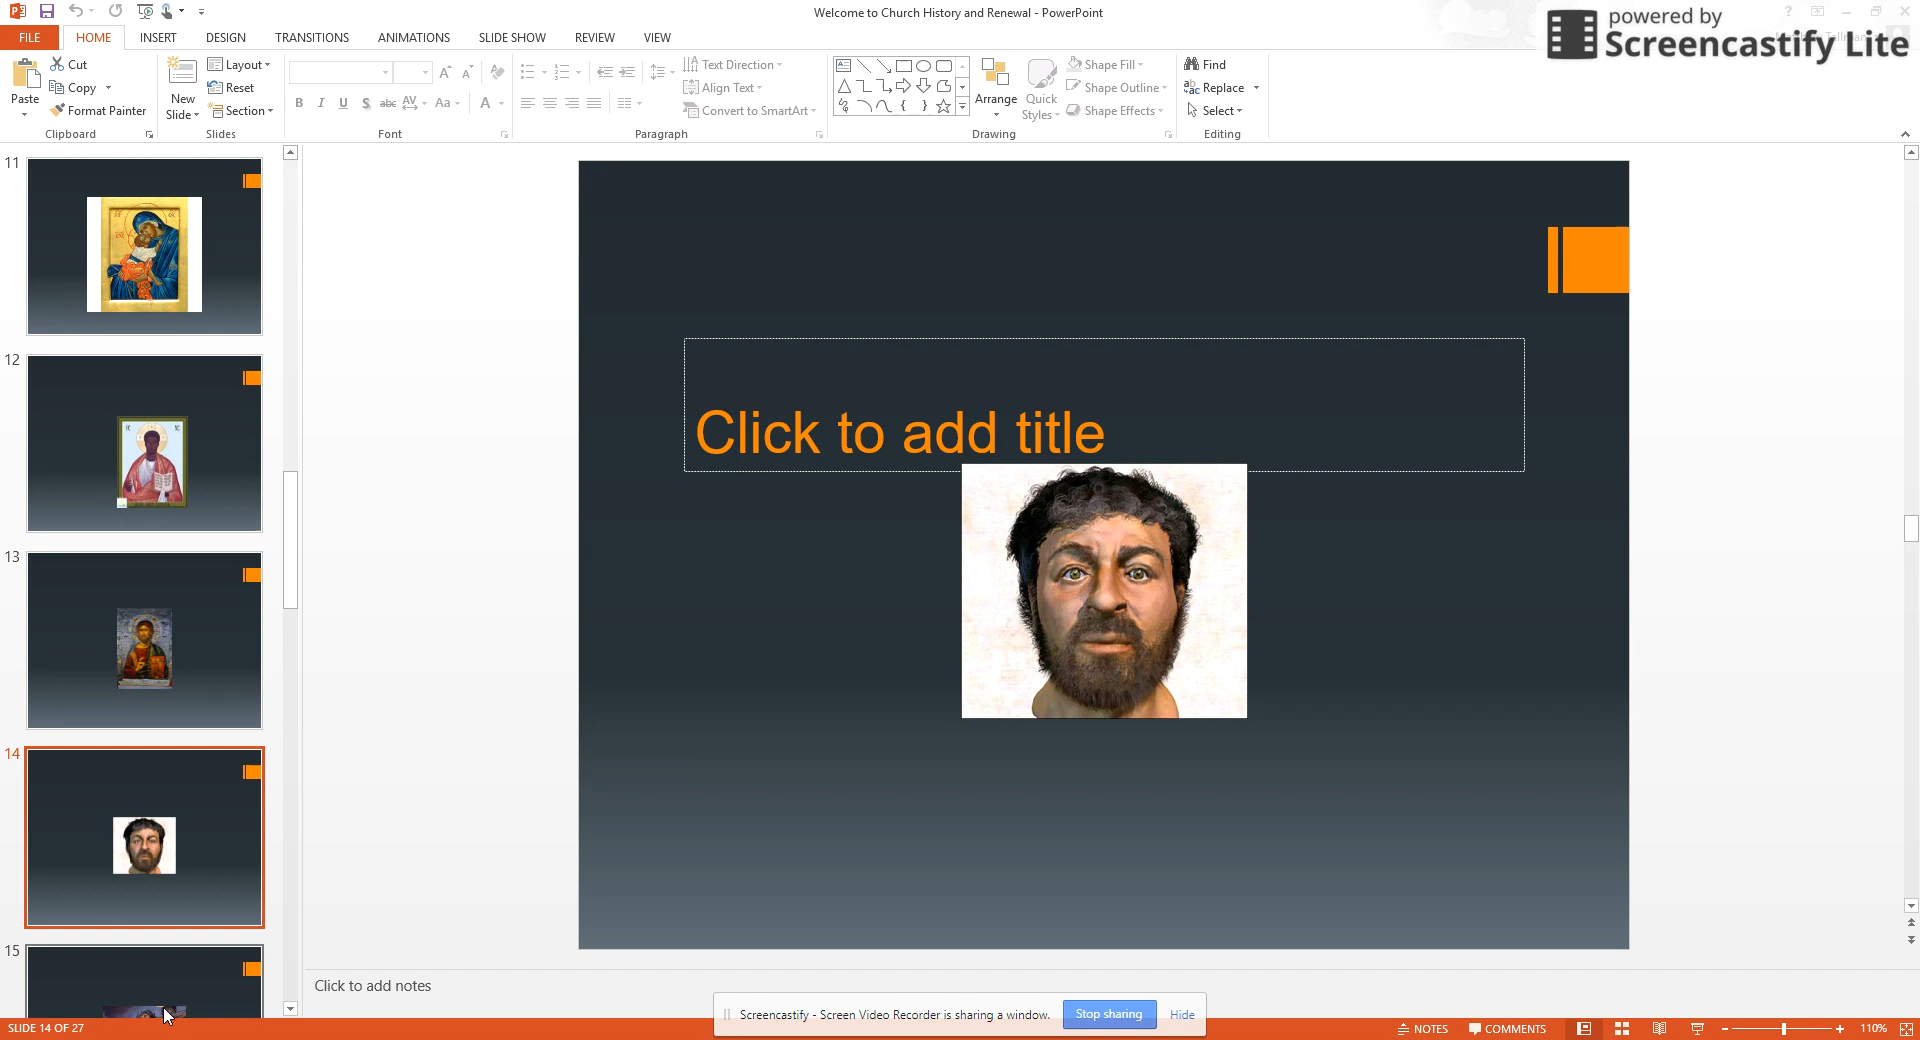 Welcome to Church History and Renewal - PowerPoint
powered by
Screencastify Lite
FILE HOME INSERT DESIGN TRANSITIONS ANIMATIONS SLIDE SHOW REVIEW VIEW
Paste
Cut
Copy
Format Painter
Clipboard
New
Slide
Layout
Reset
Section
Slides
B I U S abc AV Aa A
Font
Text Direction
Align Text
Convert to SmartArt
Paragraph
Arrange
Quick
Styles
Shape Fill
Shape Outline
Shape Effects
Drawing
Find
Replace
Select
Editing
11
12
13
14
15
Click to add title
Click to add notes
Screencastify - Screen Video Recorder is sharing a window. Stop sharing Hide
SLIDE 14 OF 27 NOTES COMMENTS 110%